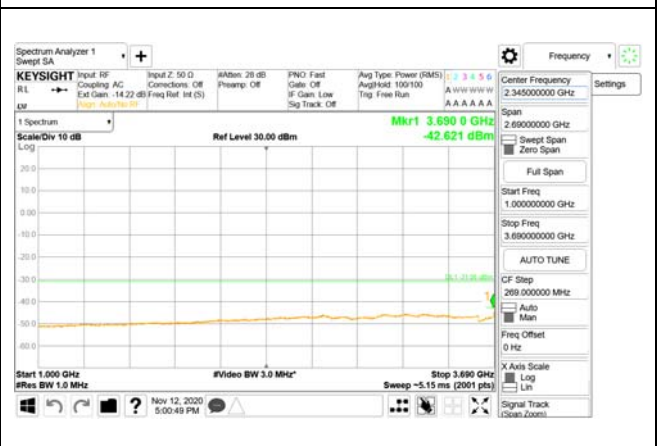 Spectrum Analyzer 1
Swept SA
Frequency
KEYSIGHT
Input: RF
Input Z: 50 Ω
#Atten: 28 dB
PNO: Fast
Avg Type: Power (RMS)
1 2 3 4 5 6
RL
Coupling: AC
Corrections: Off
Preamp: Off
Gate: Off
Avg|Hold: 100/100
A W W W W W
Ext Gain: -14.22 dB
Freq Ref: Int (S)
IF Gain: Low
Trig: Free Run
Align: Auto/No RF
Sig Track: Off
A A A A A A
Settings
1 Spectrum
Mkr1 3.690 0 GHz
Scale/Div 10 dB
Ref Level 30.00 dBm
-42.621 dBm
Log
20.0
10.0
0.00
-10.0
-20.0
-30.0
-40.0
-50.0
-60.0
1
Start 1.000 GHz
#Video BW 3.0 MHz*
Stop 3.690 GHz
#Res BW 1.0 MHz
Sweep ~5.15 ms (2001 pts)
Nov 12, 2020
5:00:49 PM
Center Frequency
2.345000000 GHz
Span
2.69000000 GHz
Swept Span
Zero Span
Full Span
Start Freq
1.000000000 GHz
Stop Freq
3.690000000 GHz
AUTO TUNE
CF Step
269.000000 MHz
Auto
Man
Freq Offset
0 Hz
X Axis Scale
Log
Lin
Signal Track
(Span Zoom)